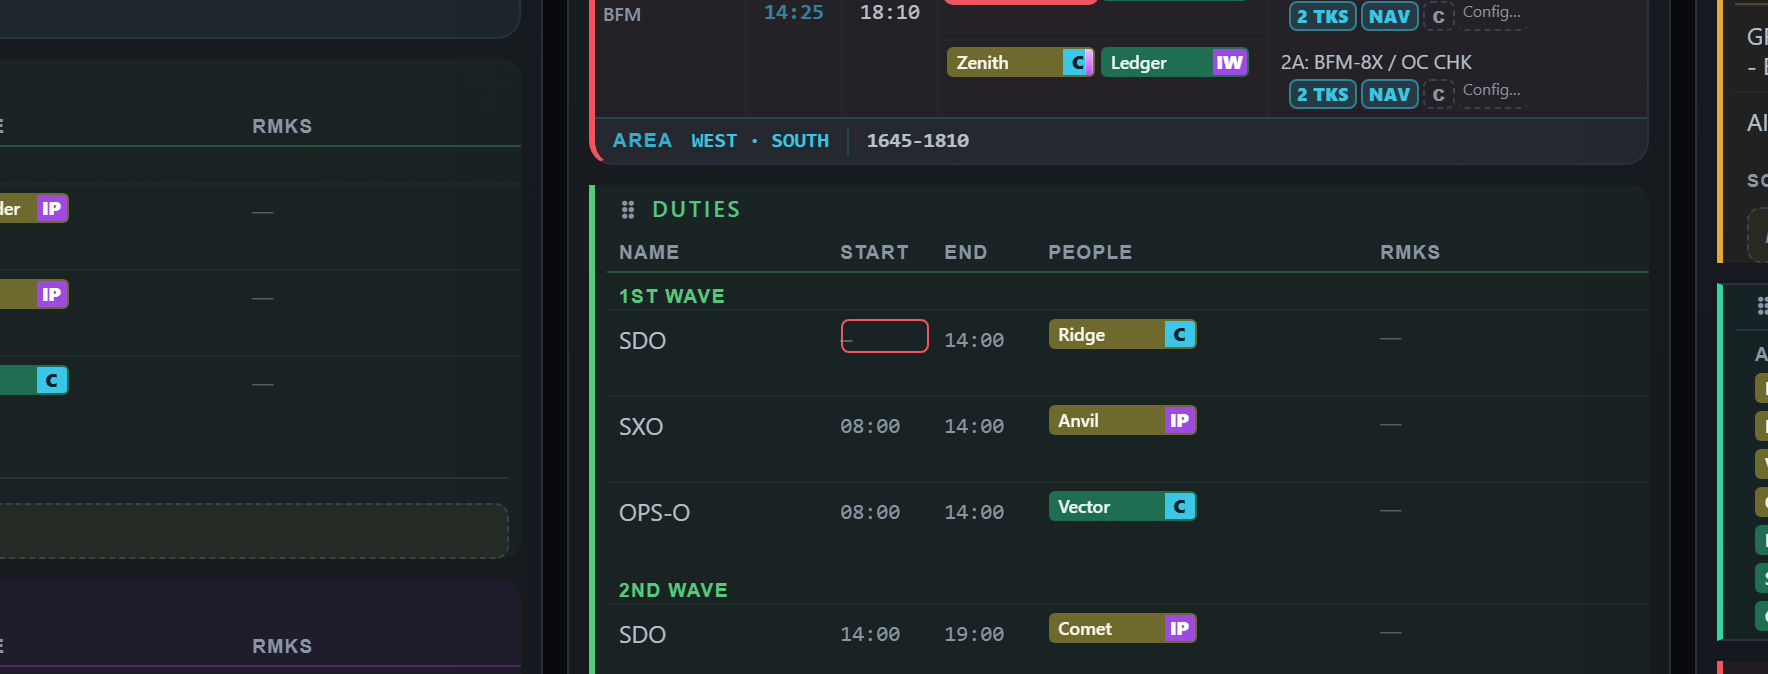 BFM 14:25 18:10
2 TKS NAV C Config...
Zenith C Ledger IW 2A: BFM-8X / OC CHK
2 TKS NAV C Config...
AREA WEST · SOUTH 1645-1810
RMKS
der IP —
IP —
C —
RMKS
DUTIES
NAME START END PEOPLE RMKS
1ST WAVE
SDO — 14:00 Ridge C —
SXO 08:00 14:00 Anvil IP —
OPS-O 08:00 14:00 Vector C —
2ND WAVE
SDO 14:00 19:00 Comet IP —